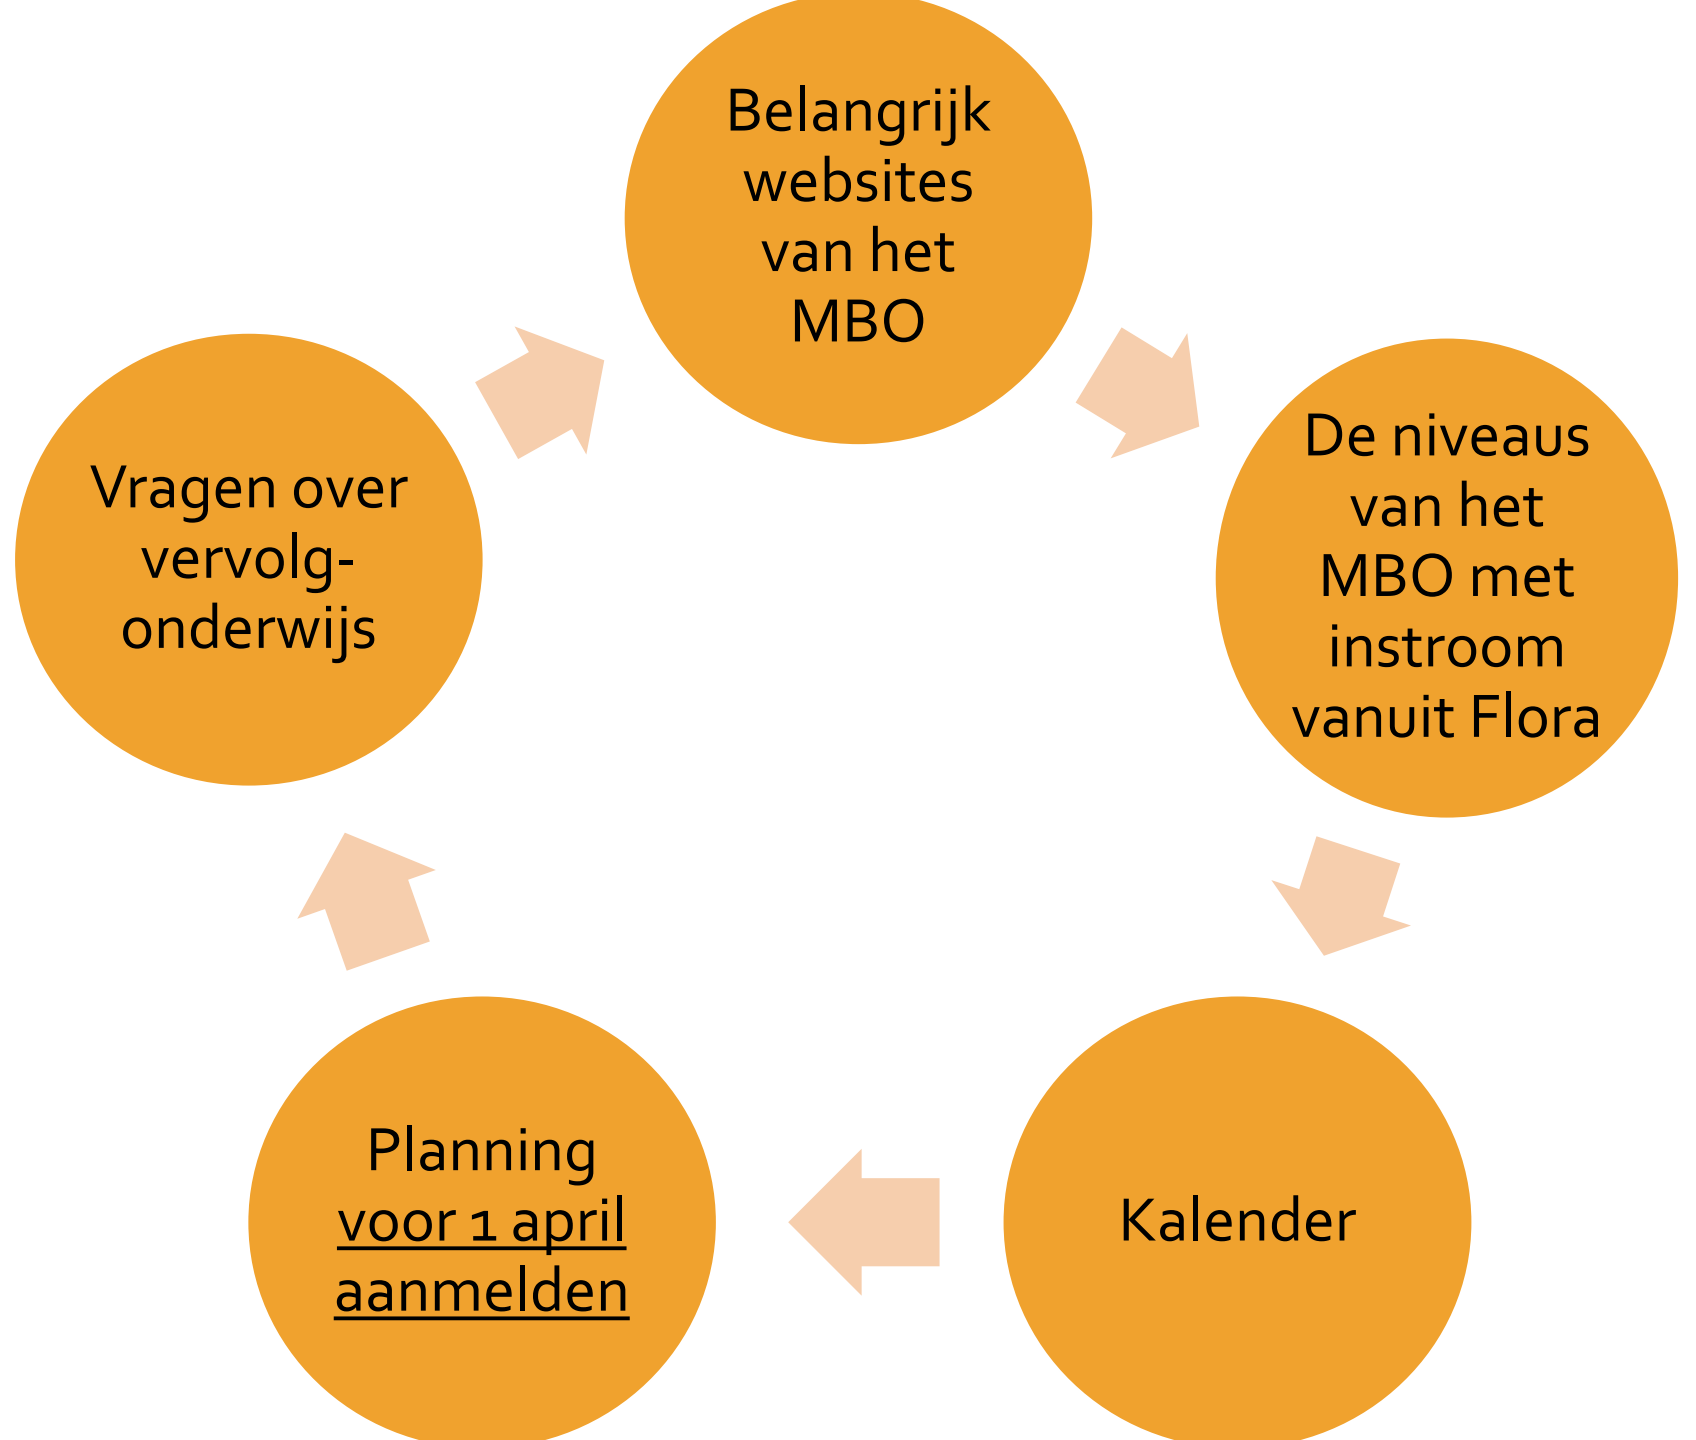 Belangrijk
websites
van het
MBO
De niveaus
van het
MBO met
instroom
vanuit Flora
Kalender
Planning
voor 1 april
aanmelden
Vragen over
vervolg-
onderwijs